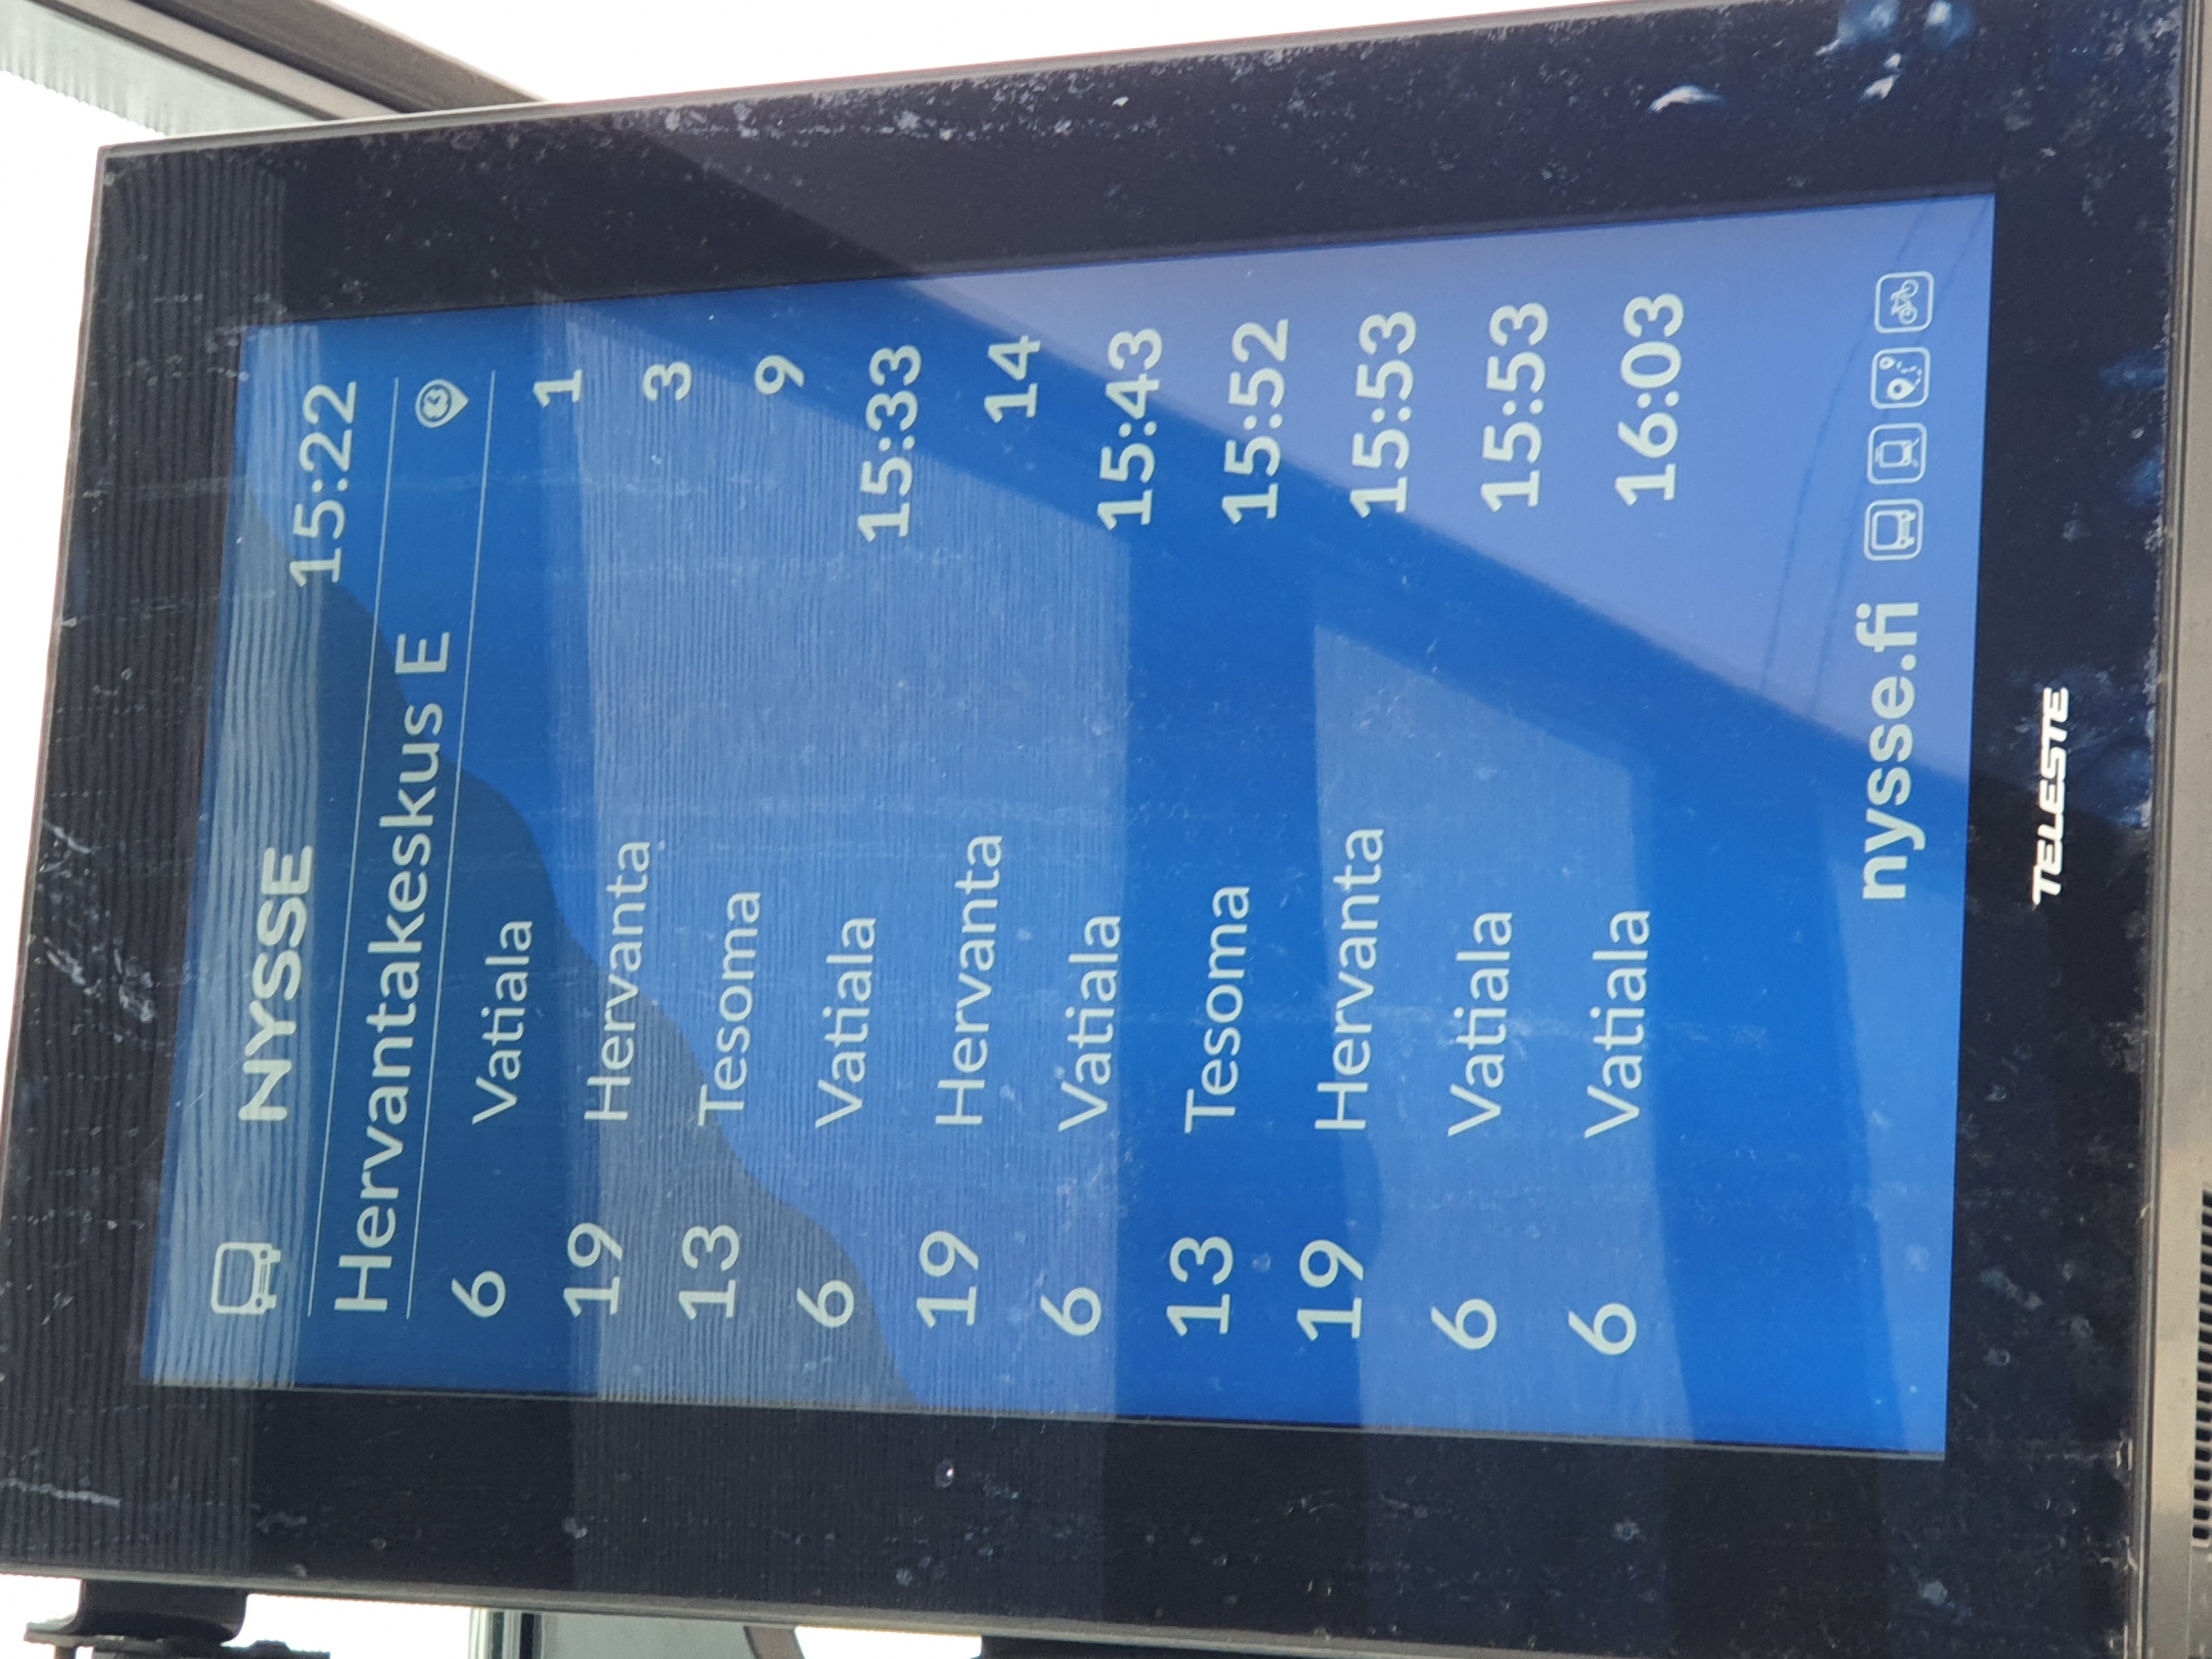 NYSSE 15:22
Hervantakeskus E
6 Vatiala 1
19 Hervanta 3
13 Tesoma 9
6 Vatiala 15:33
19 Hervanta 14
6 Vatiala 15:43
13 Tesoma 15:52
19 Hervanta 15:53
6 Vatiala 15:53
6 Vatiala 16:03
nysse.fi
TELESTE